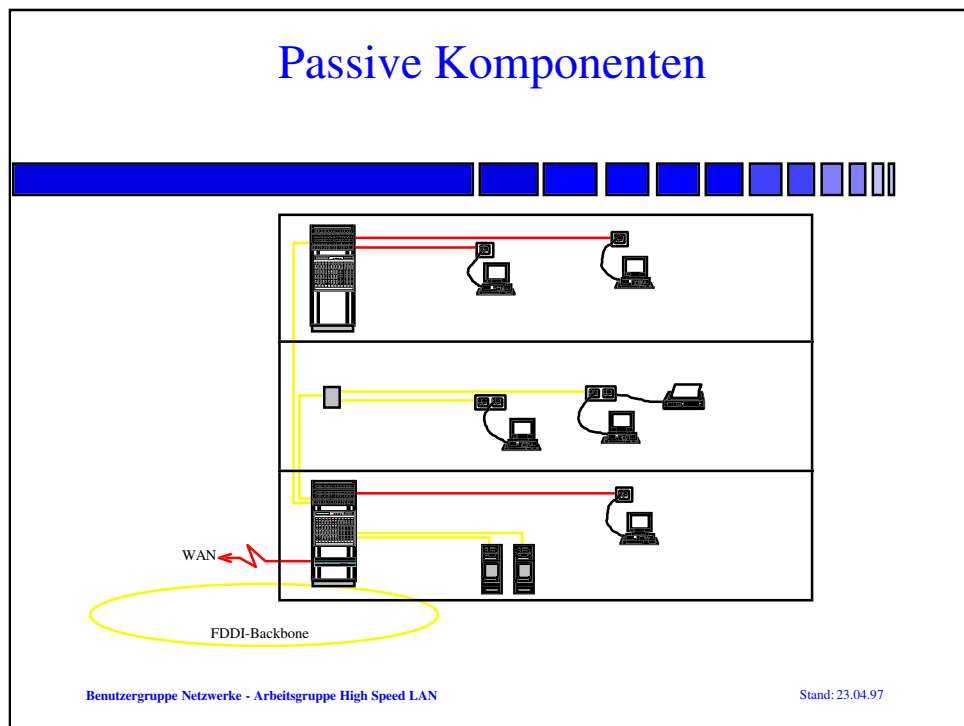 Passive Komponenten
WAN
FDDI-Backbone
Benutzergruppe Netzwerke - Arbeitsgruppe High Speed LAN
Stand: 23.04.97